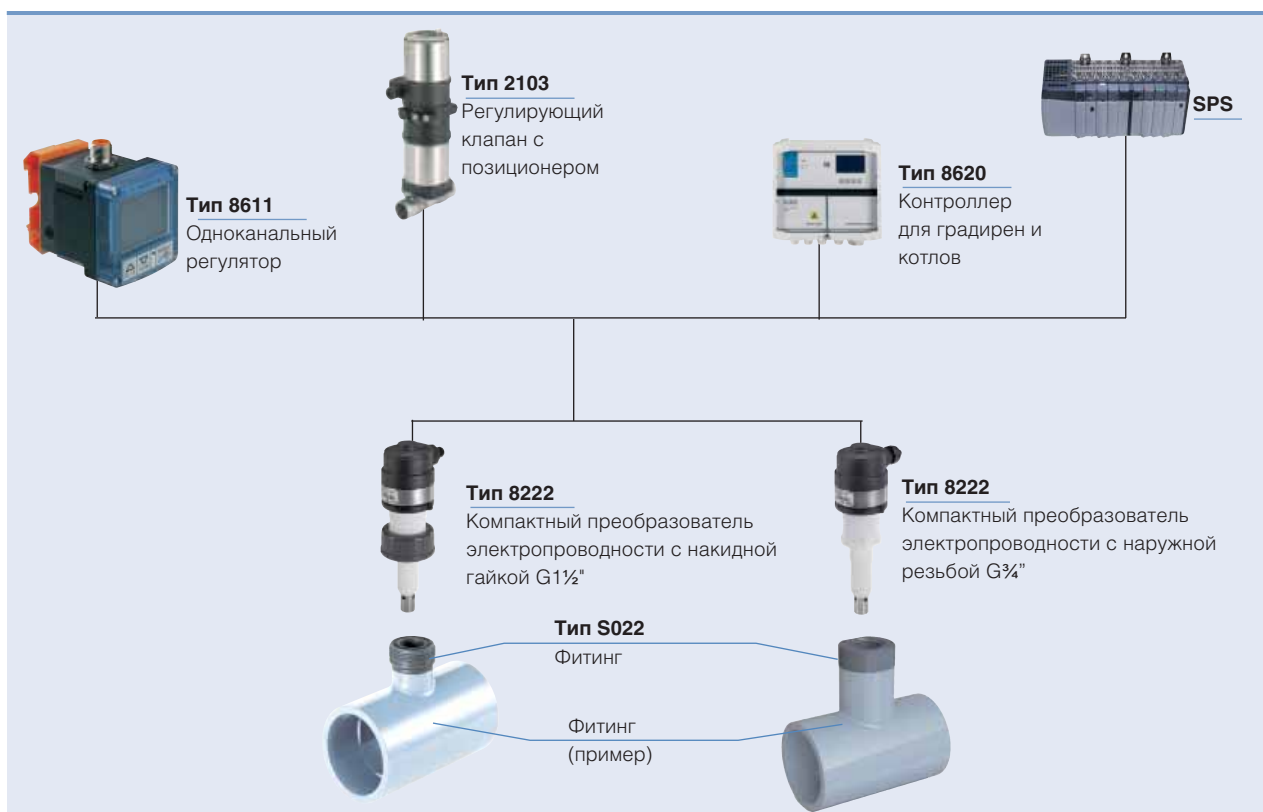 Тип 2103
Регулирующий
клапан с
позиционером
SPS
Тип 8611
Одноканальный
регулятор
Тип 8620
Контроллер
для градирен и
котлов
Тип 8222
Компактный преобразователь
электропроводности с накидной
гайкой G1½"
Тип 8222
Компактный преобразователь
электропроводности с наружной
резьбой G¾”
Тип S022
Фитинг
Фитинг
(пример)